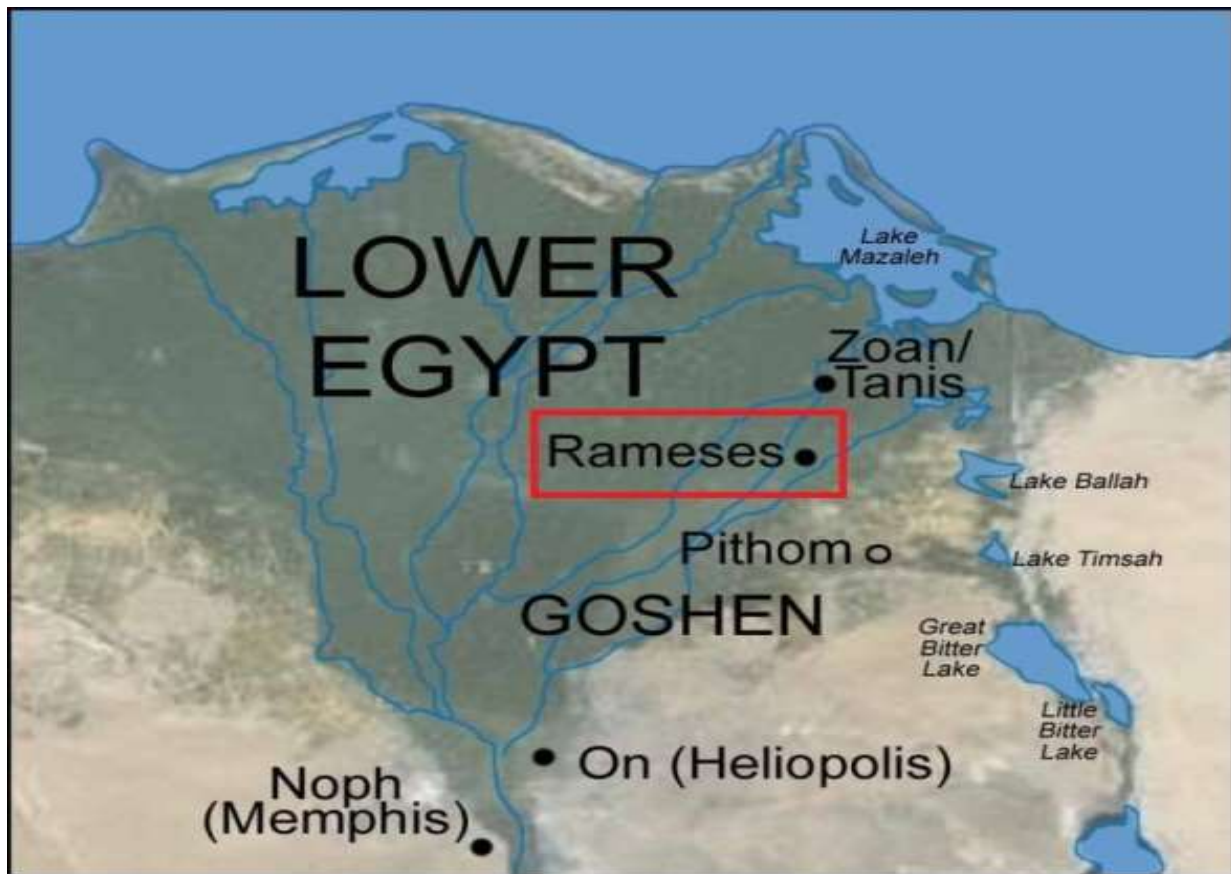 LOWER
EGYPT
Lake
Mazaleh
Zoan/
Tanis
Rameses
Lake Ballah
Pithom
Lake Timsah
GOSHEN
Great
Bitter
Lake
Little
Bitter
Lake
On (Heliopolis)
Noph
(Memphis)